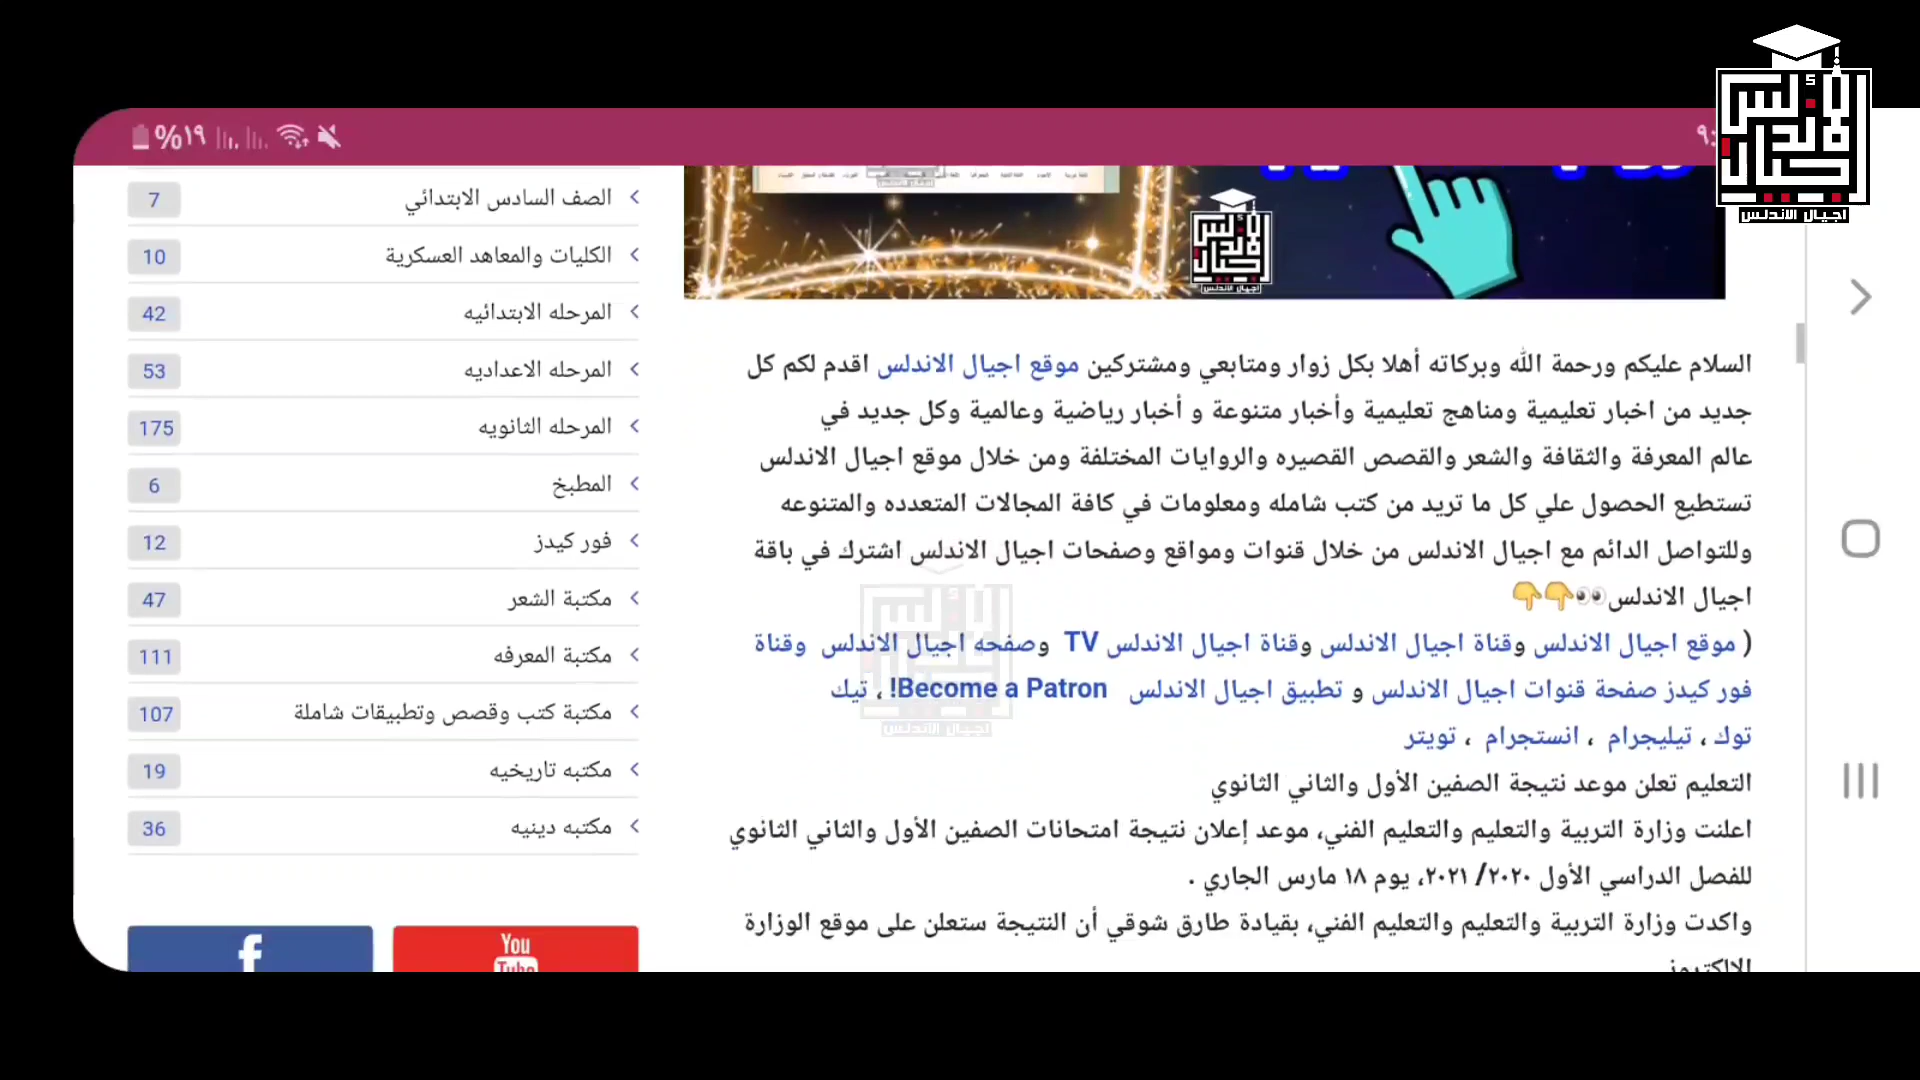 %١٩
السلام عليكم ورحمة الله وبركاته أهلا بكل زوار ومتابعي ومشتركين موقع اجيال الاندلس اقدم لكم كل
جديد من اخبار تعليمية ومناهج تعليمية وأخبار متنوعة و أخبار رياضية وعالمية وكل جديد في
عالم المعرفة والثقافة والشعر والقصص القصيره والروايات المختلفة ومن خلال موقع اجيال الاندلس
تستطيع الحصول علي كل ما تريد من كتب شامله ومعلومات في كافة المجالات المتعدده والمتنوعه
وللتواصل الدائم مع اجيال الاندلس من خلال قنوات ومواقع وصفحات اجيال الاندلس اشترك في باقة
اجيال الاندلس👀👇👇
( موقع اجيال الاندلس وقناة اجيال الاندلس وقناة اجيال الاندلس TV وصفحه اجيال الاندلس وقناة
فور كيدز صفحة قنوات اجيال الاندلس و تطبيق اجيال الاندلس Become a Patron! ، تيك
توك ، تيليجرام ، انستجرام ، تويتر
التعليم تعلن موعد نتيجة الصفين الأول والثاني الثانوي
اعلنت وزارة التربية والتعليم والتعليم الفني، موعد إعلان نتيجة امتحانات الصفين الأول والثاني الثانوي
للفصل الدراسي الأول ٢٠٢٠/ ٢٠٢١، يوم ١٨ مارس الجاري .
واكدت وزارة التربية والتعليم والتعليم الفني، بقيادة طارق شوقي أن النتيجة ستعلن على موقع الوزارة
الصف السادس الابتدائي 7
الكليات والمعاهد العسكرية 10
المرحله الابتدائيه 42
المرحله الاعداديه 53
المرحله الثانويه 175
المطبخ 6
فور كيدز 12
مكتبة الشعر 47
مكتبة المعرفه 111
مكتبة كتب وقصص وتطبيقات شاملة 107
مكتبه تاريخيه 19
مكتبه دينيه 36
f
You
Tube
اجيال الاندلس
اجيال الاندلس
اجيال الاندلس